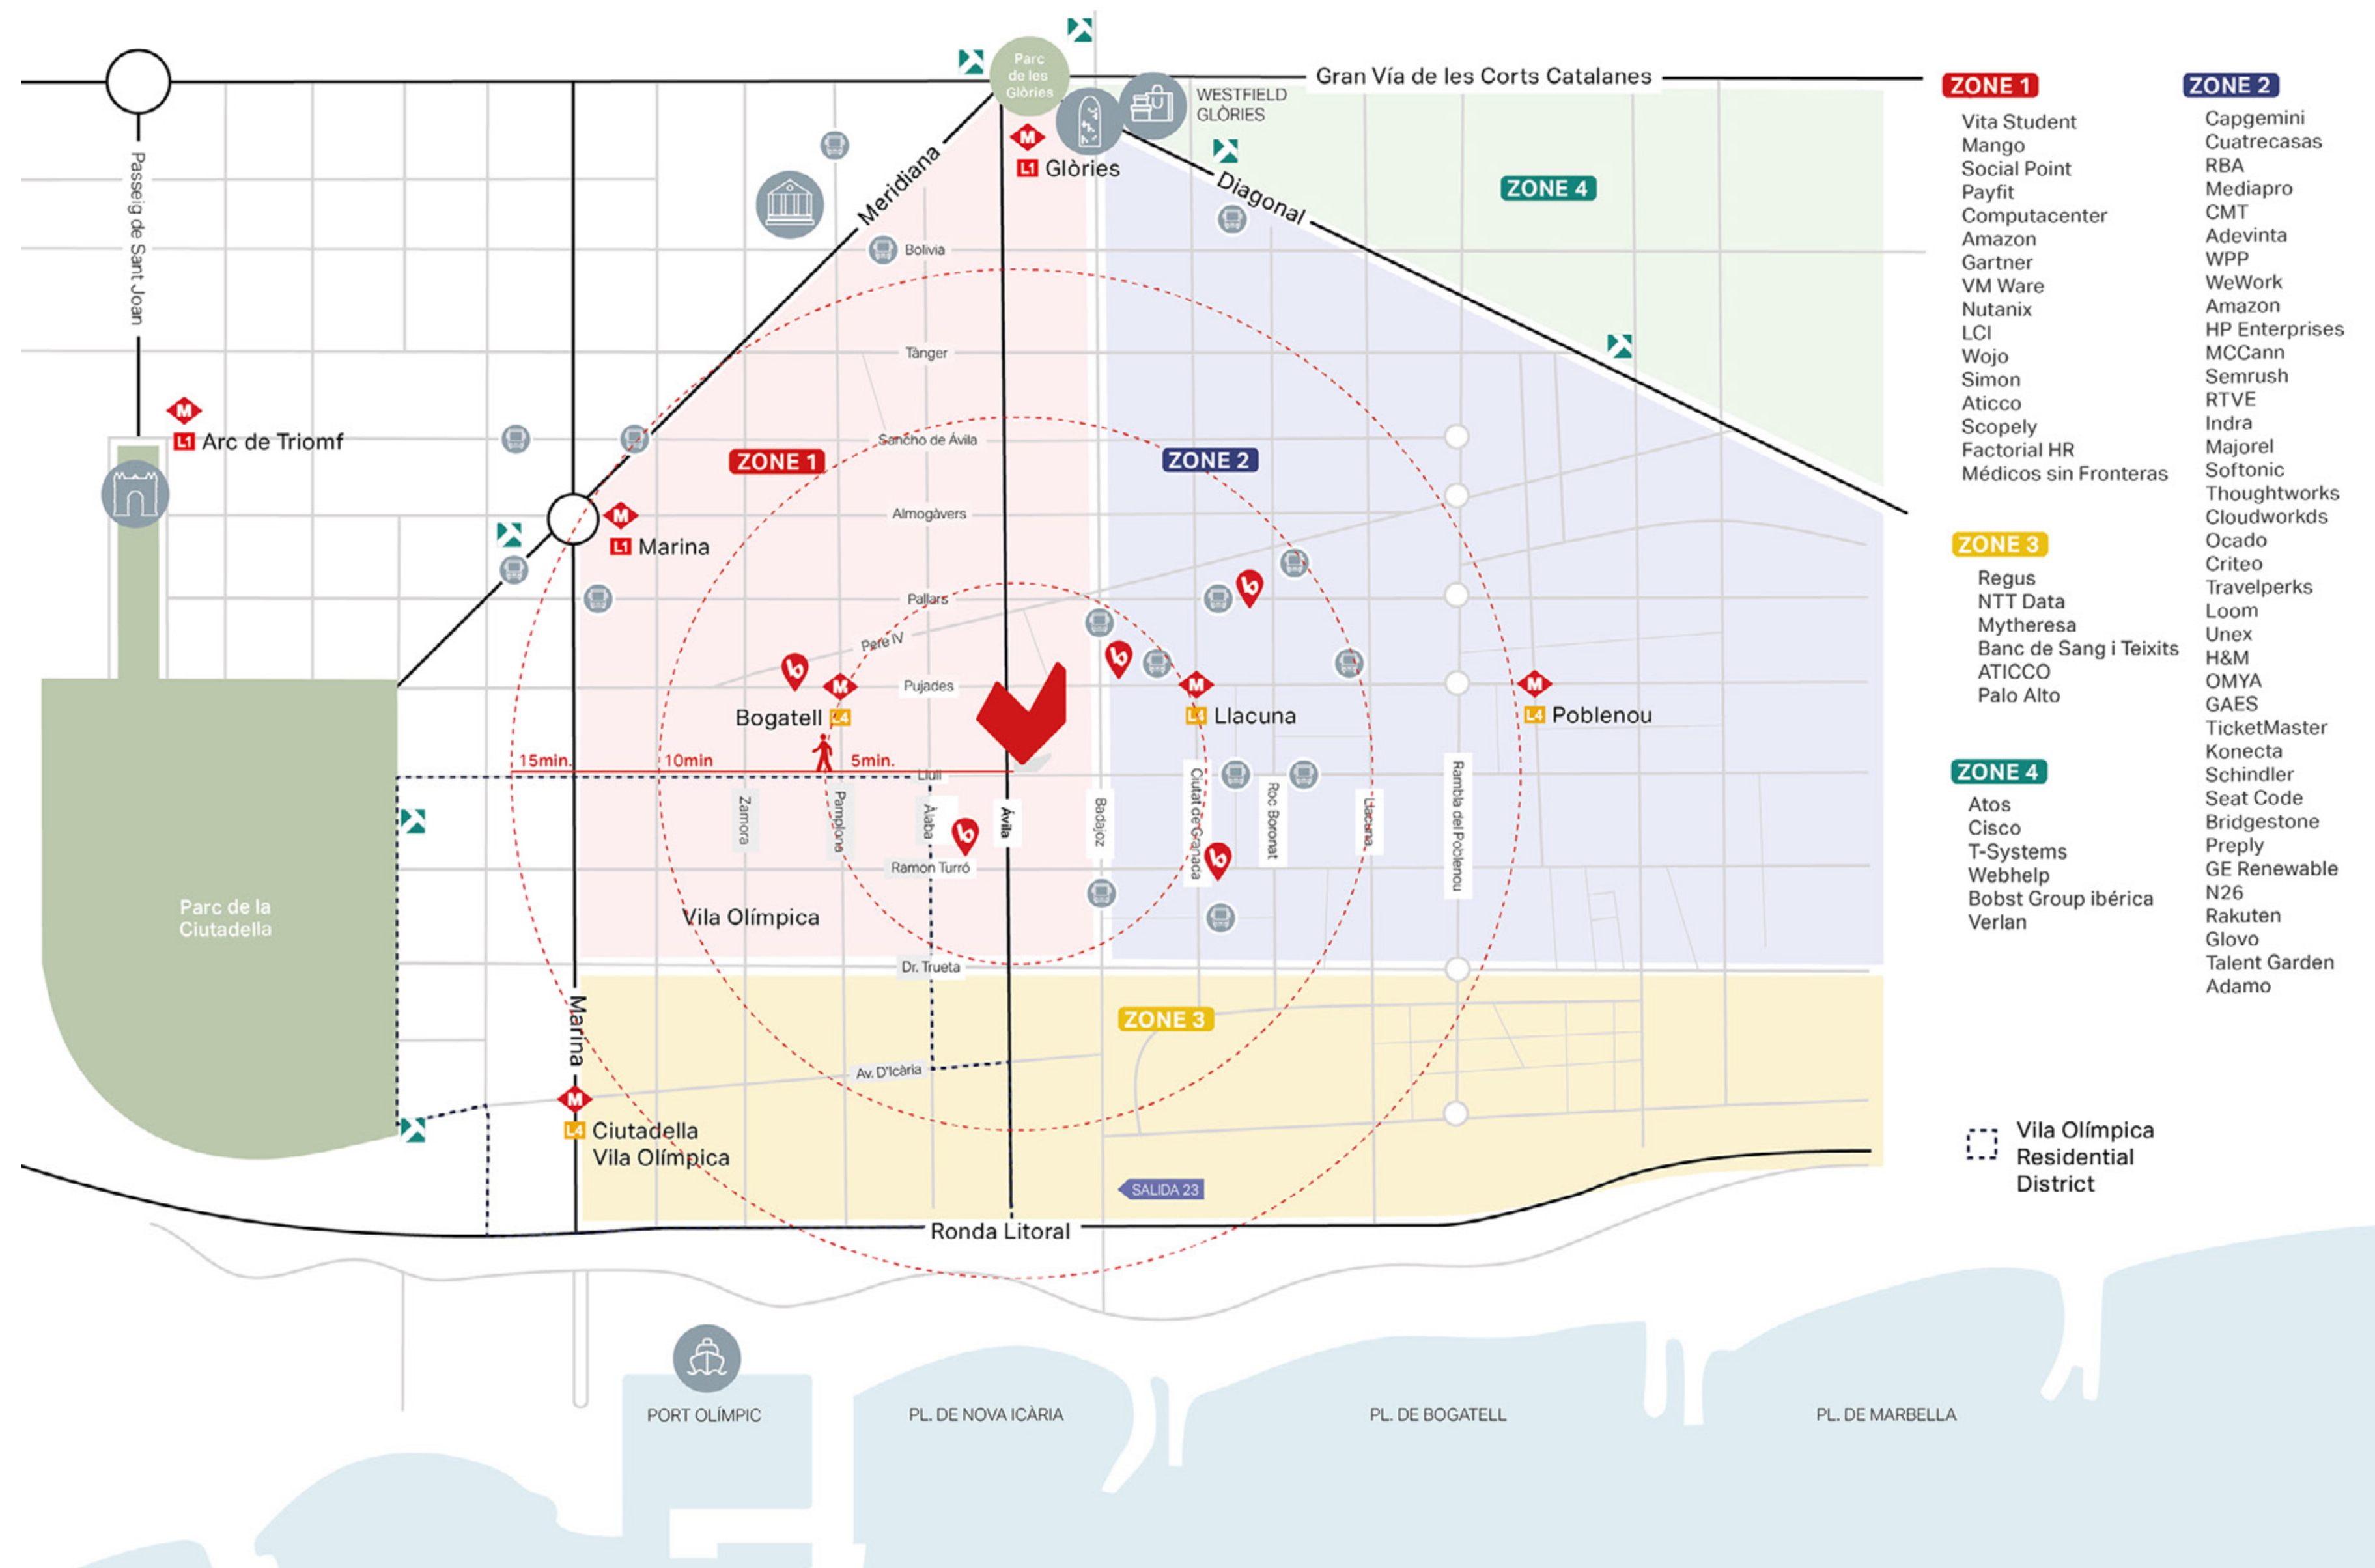 Parc
de les
Glòries
Gran Vía de les Corts Catalanes
WESTFIELD
GLÒRIES
M
L1 Glòries
Meridiana
Diagonal
ZONE 4
Passeig de Sant Joan
Bolivia
Tànger
M
L1 Arc de Triomf
Sancho de Ávila
ZONE 1
ZONE 2
M
L1 Marina
Almogàvers
Pallars
Pere IV
b
b
b
M
Bogatell L4
Pujades
M
L4 Llacuna
M
L4 Poblenou
15min.
10min
5min.
Llull
Zamora
Pamplona
Àlaba
Ávila
Badajoz
Ciutat de Granada
Roc Boronat
Llacuna
Rambla del Poblenou
b
b
Ramon Turró
Parc de la
Ciutadella
Vila Olímpica
Dr. Trueta
Marina
ZONE 3
Av. D'Icària
M
L4 Ciutadella
Vila Olímpica
SALIDA 23
Ronda Litoral
PORT OLÍMPIC
PL. DE NOVA ICÀRIA
PL. DE BOGATELL
PL. DE MARBELLA
ZONE 1
Vita Student
Mango
Social Point
Payfit
Computacenter
Amazon
Gartner
VM Ware
Nutanix
LCI
Wojo
Simon
Aticco
Scopely
Factorial HR
Médicos sin Fronteras
ZONE 3
Regus
NTT Data
Mytheresa
Banc de Sang i Teixits
ATICCO
Palo Alto
ZONE 4
Atos
Cisco
T-Systems
Webhelp
Bobst Group ibérica
Verlan
ZONE 2
Capgemini
Cuatrecasas
RBA
Mediapro
CMT
Adevinta
WPP
WeWork
Amazon
HP Enterprises
MCCann
Semrush
RTVE
Indra
Majorel
Softonic
Thoughtworks
Cloudworkds
Ocado
Criteo
Travelperks
Loom
Unex
H&M
OMYA
GAES
TicketMaster
Konecta
Schindler
Seat Code
Bridgestone
Preply
GE Renewable
N26
Rakuten
Glovo
Talent Garden
Adamo
Vila Olímpica
Residential
District